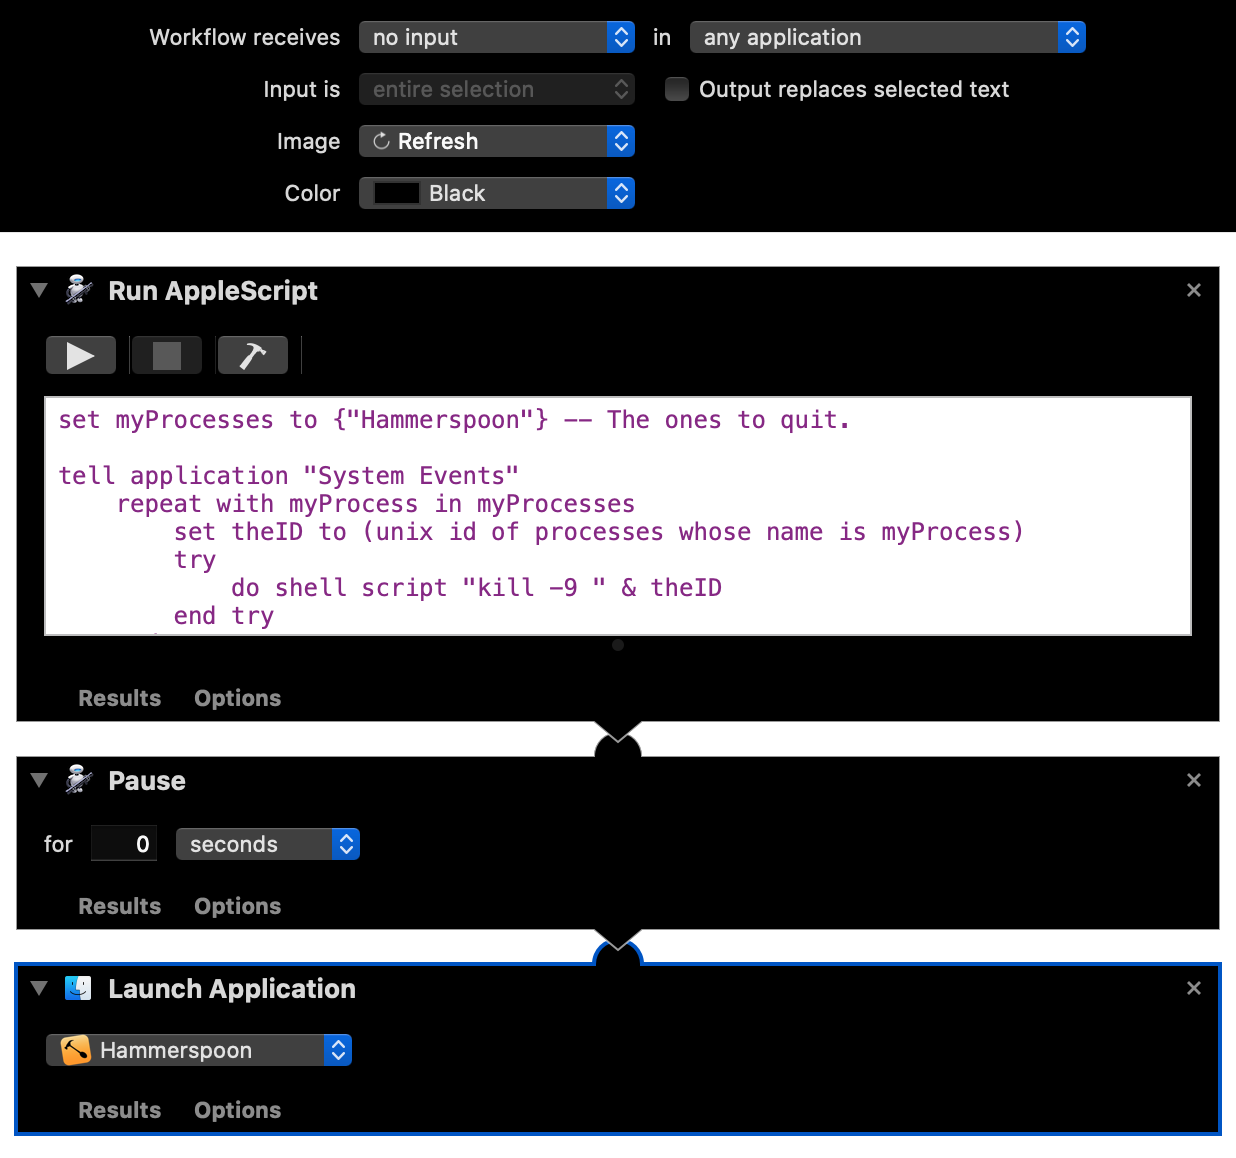 Workflow receives no input in any application
Input is entire selection Output replaces selected text
Image Refresh
Color Black
Run AppleScript
set myProcesses to {"Hammerspoon"} -- The ones to quit.
tell application "System Events"
repeat with myProcess in myProcesses
set theID to (unix id of processes whose name is myProcess)
try
do shell script "kill -9 " & theID
end try
Results Options
Pause
for 0 seconds
Results Options
Launch Application
Hammerspoon
Results Options